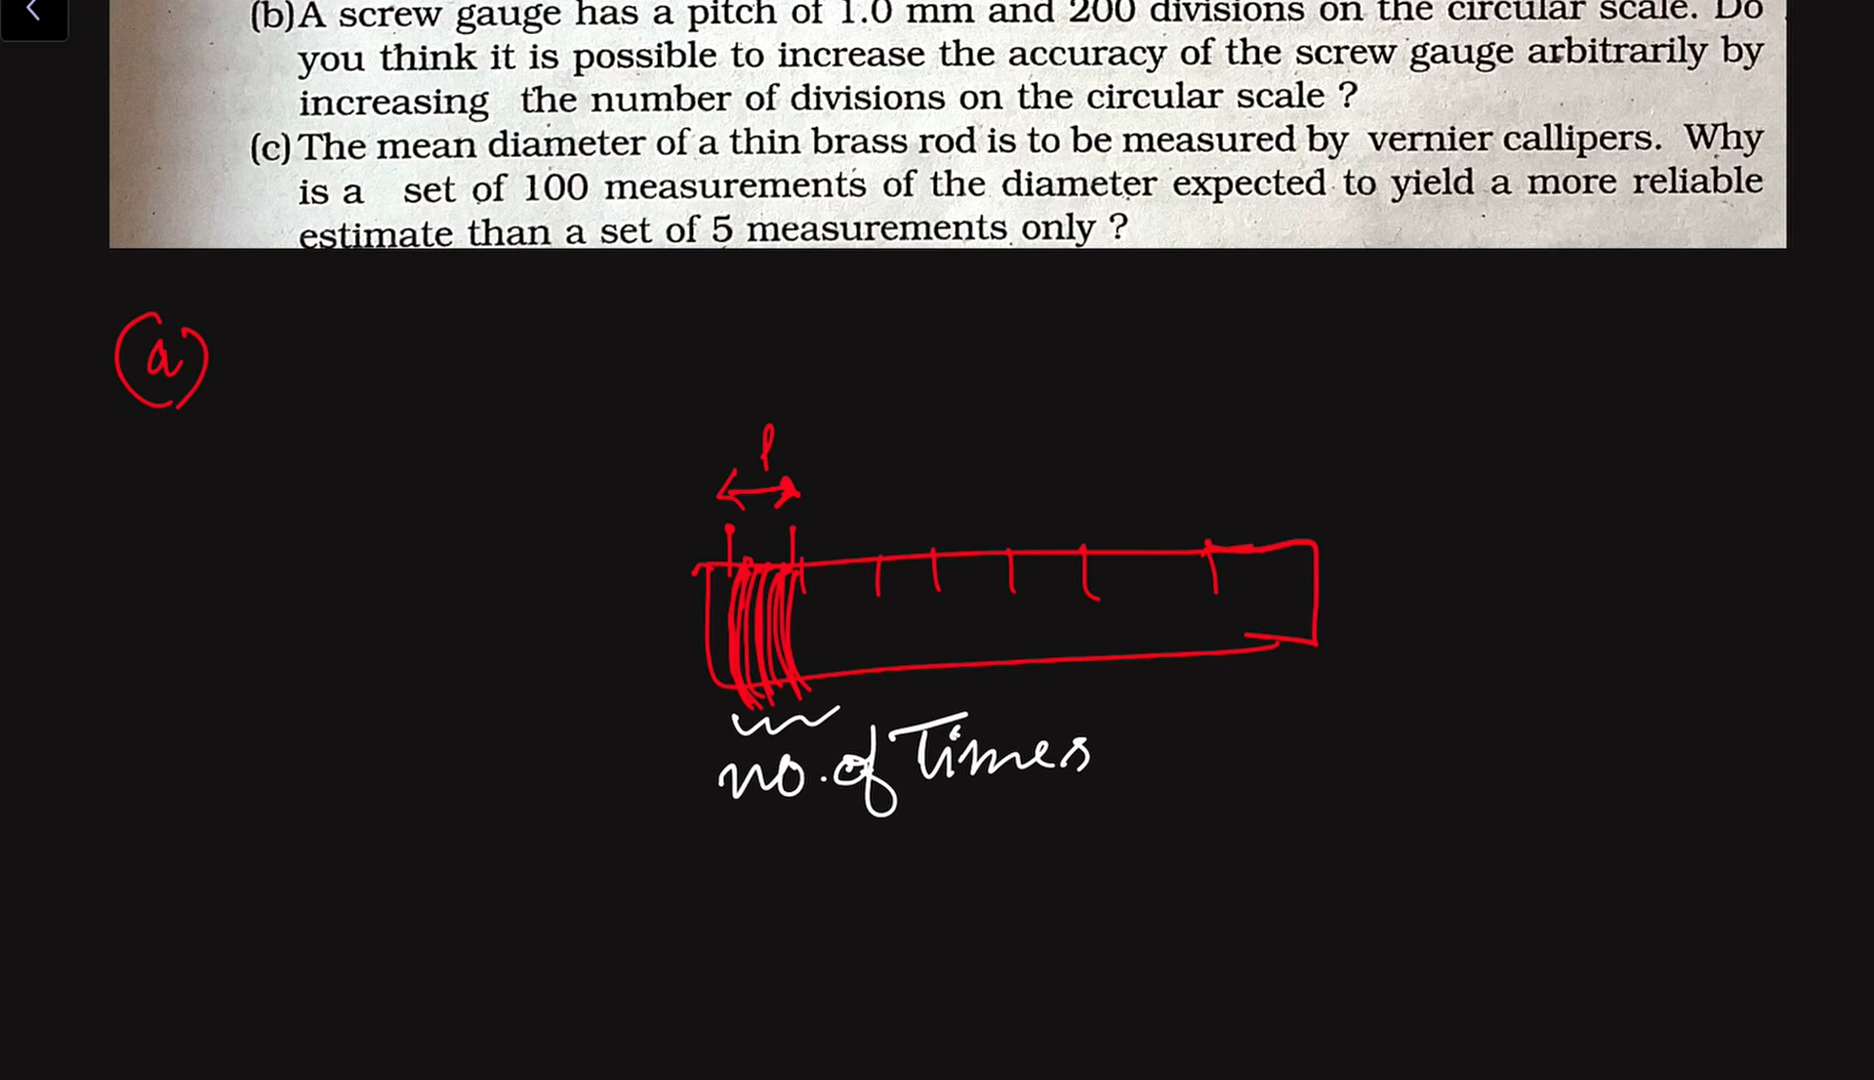 (b) A screw gauge has a pitch of 1.0 mm and 200 divisions on the circular scale. Do
you think it is possible to increase the accuracy of the screw gauge arbitrarily by
increasing the number of divisions on the circular scale ?
(c) The mean diameter of a thin brass rod is to be measured by vernier callipers. Why
is a set of 100 measurements of the diameter expected to yield a more reliable
estimate than a set of 5 measurements only ?
(a)
l
no. of Times